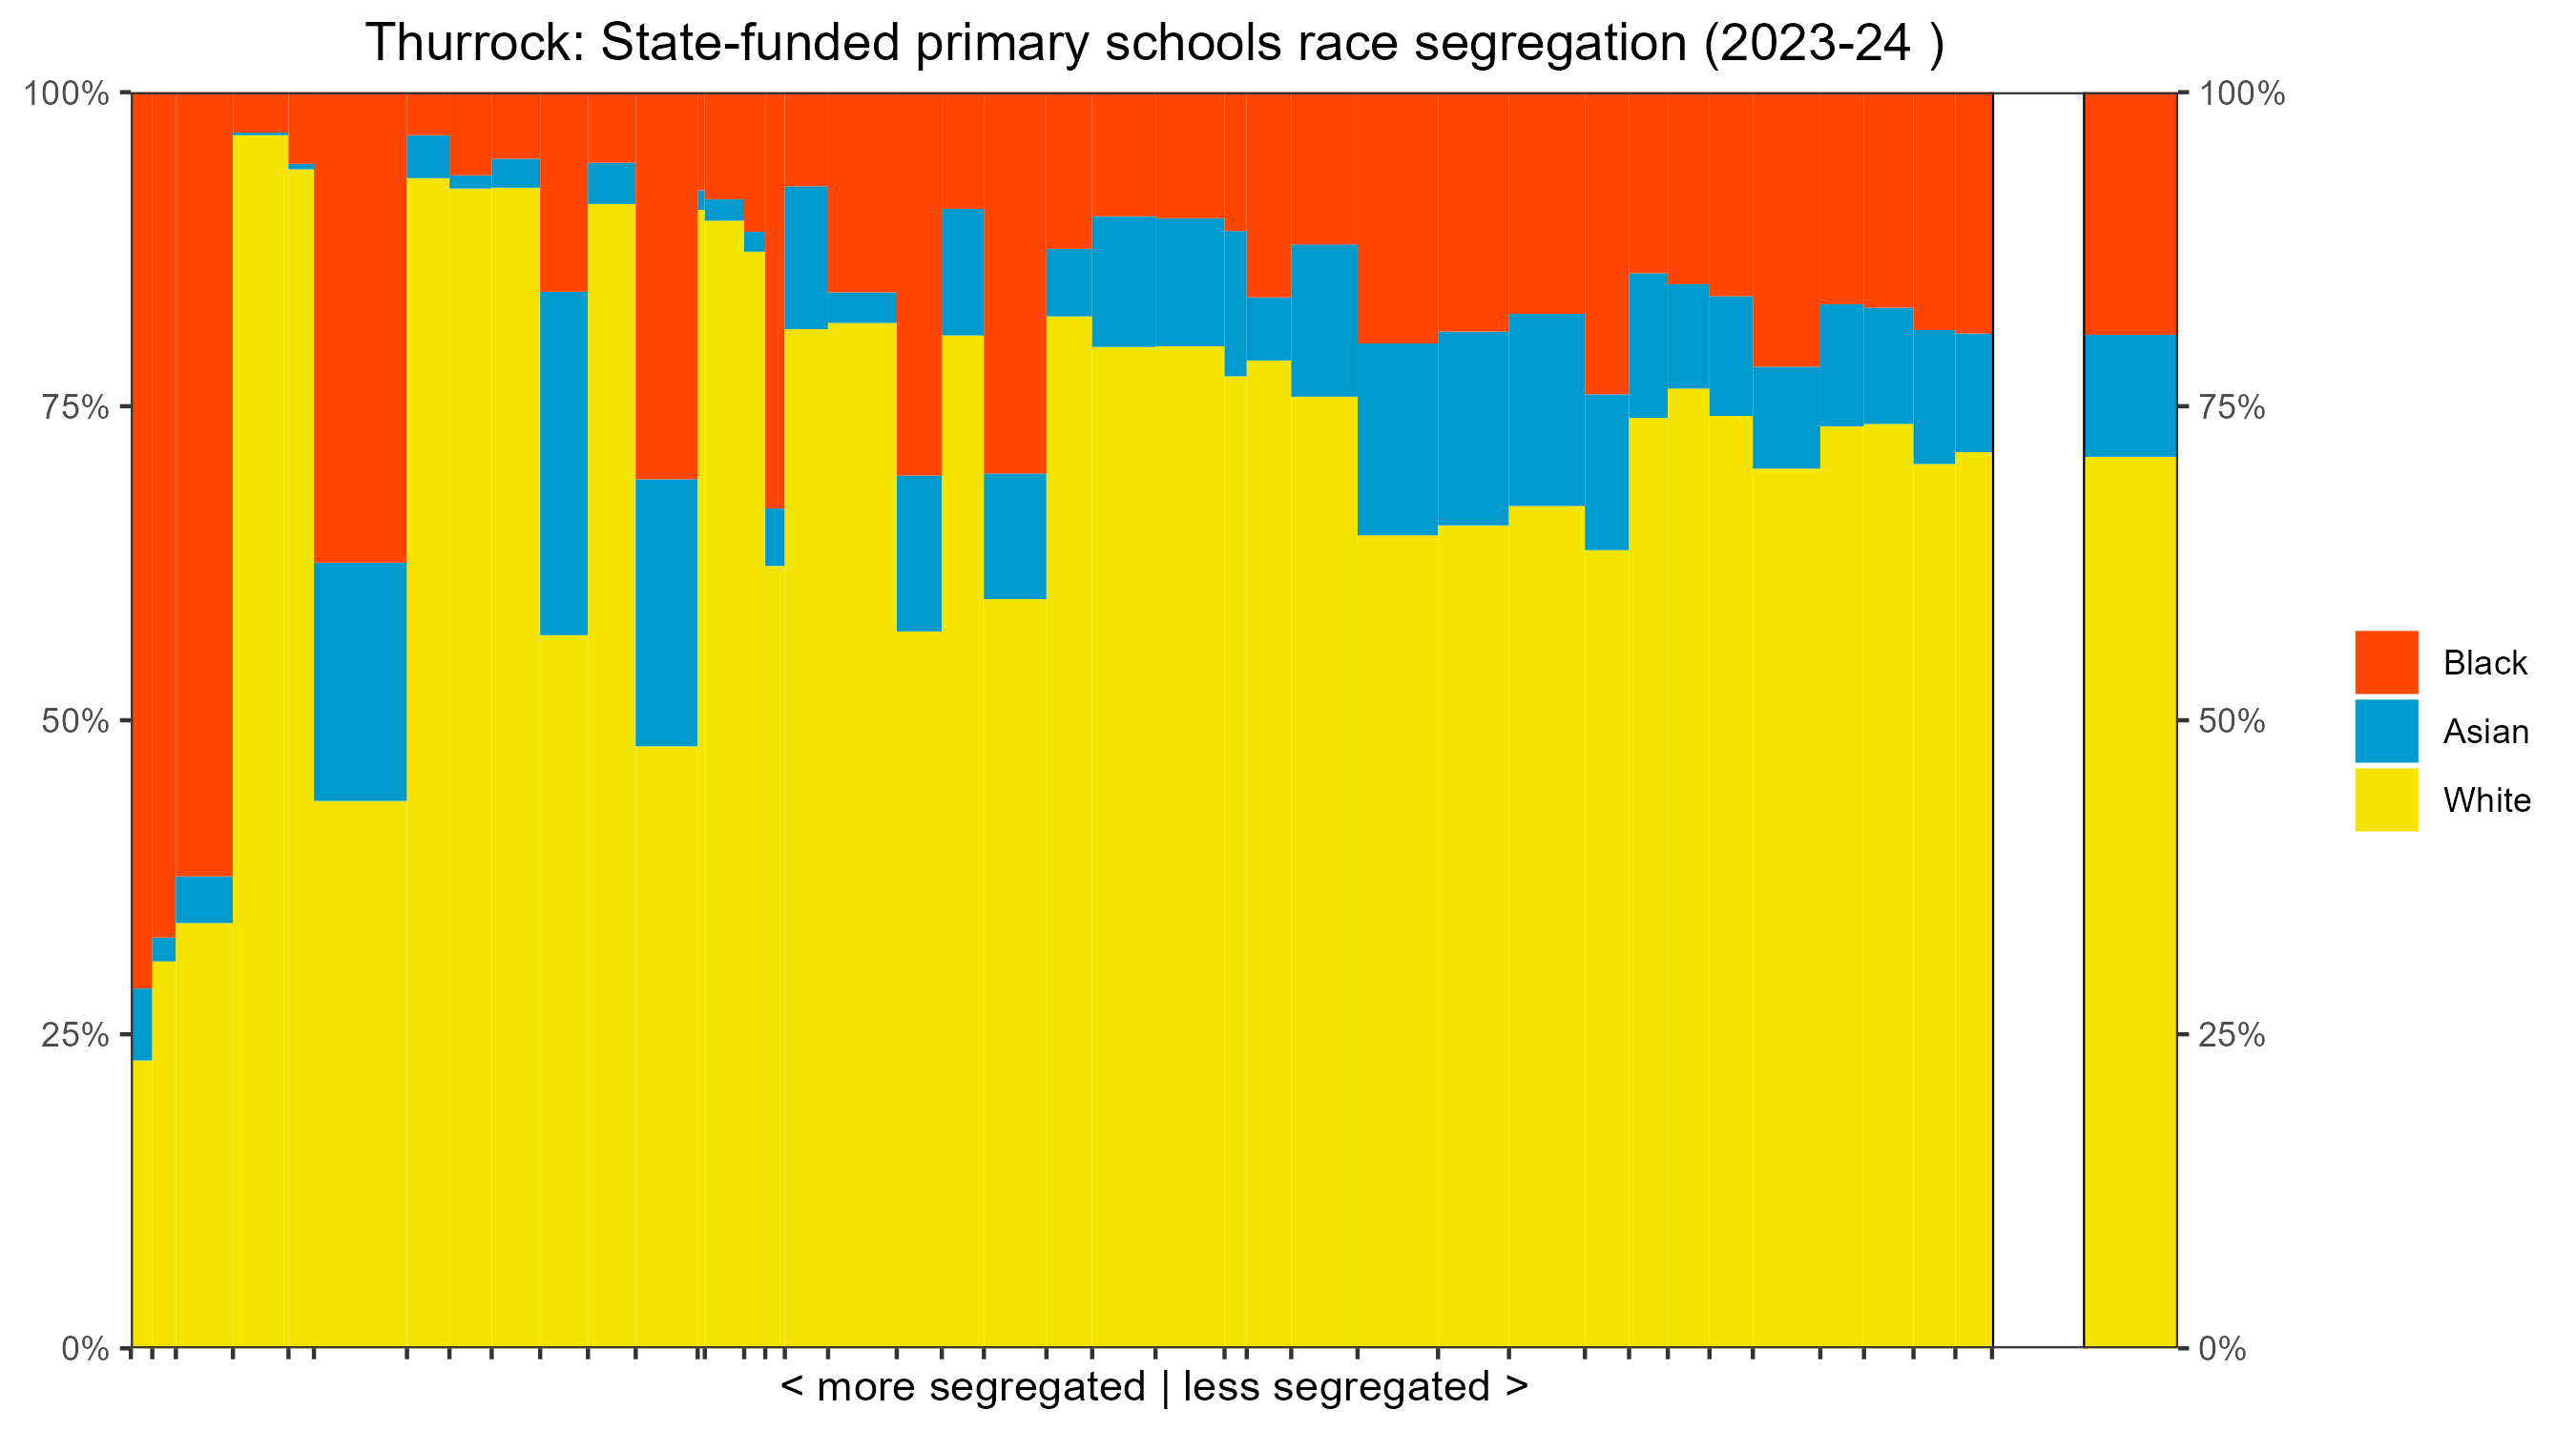 Thurrock: State-funded primary schools race segregation (2023-24 )
100%
75%
50%
25%
0%
100%
75%
50%
25%
0%
Black
Asian
White
< more segregated | less segregated >